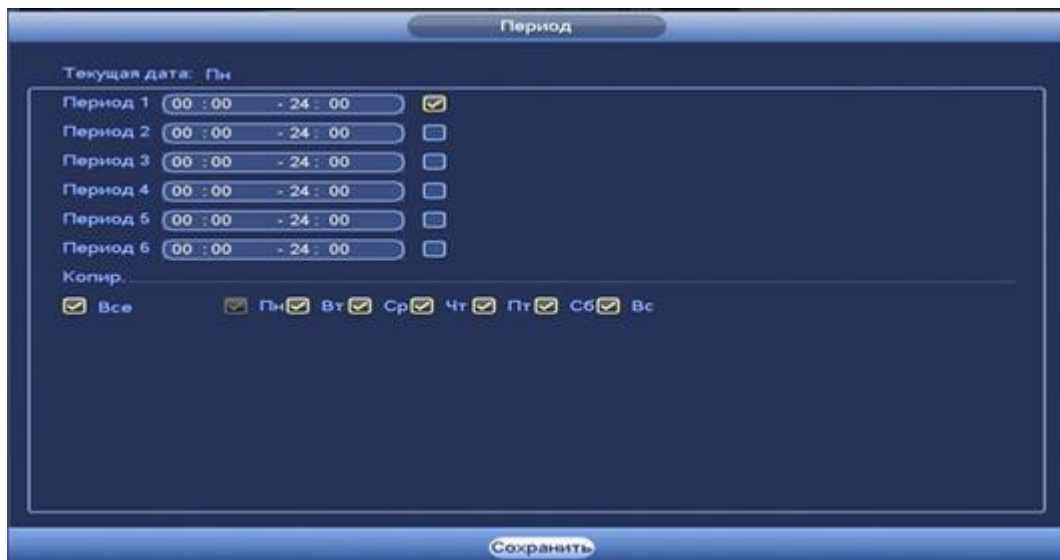 Период
Текущая дата: Пн
Период 1 00 : 00 - 24 : 00
Период 2 00 : 00 - 24 : 00
Период 3 00 : 00 - 24 : 00
Период 4 00 : 00 - 24 : 00
Период 5 00 : 00 - 24 : 00
Период 6 00 : 00 - 24 : 00
Копир.
Все Пн Вт Ср Чт Пт Сб Вс
Сохранить